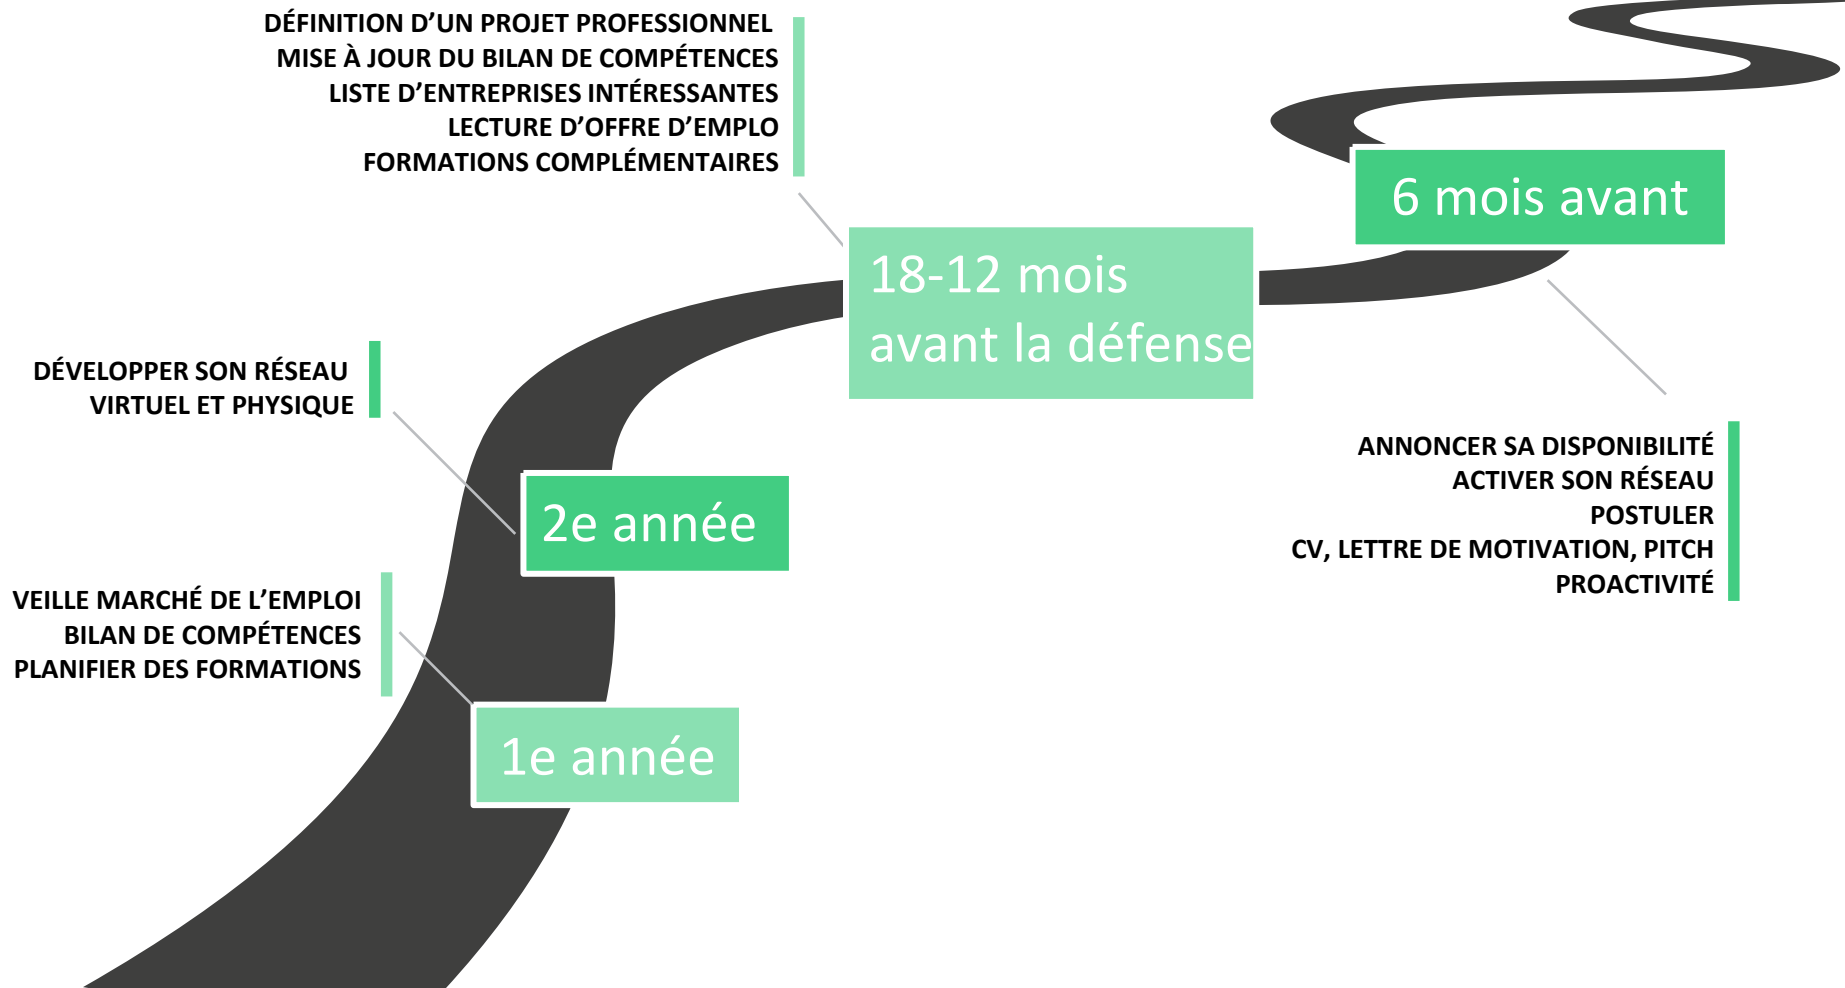 DÉFINITION D’UN PROJET PROFESSIONNEL
MISE À JOUR DU BILAN DE COMPÉTENCES
LISTE D’ENTREPRISES INTÉRESSANTES
LECTURE D’OFFRE D’EMPLO
FORMATIONS COMPLÉMENTAIRES
6 mois avant
18-12 mois
avant la défense
DÉVELOPPER SON RÉSEAU
VIRTUEL ET PHYSIQUE
ANNONCER SA DISPONIBILITÉ
ACTIVER SON RÉSEAU
POSTULER
CV, LETTRE DE MOTIVATION, PITCH
PROACTIVITÉ
2e année
VEILLE MARCHÉ DE L’EMPLOI
BILAN DE COMPÉTENCES
PLANIFIER DES FORMATIONS
1e année